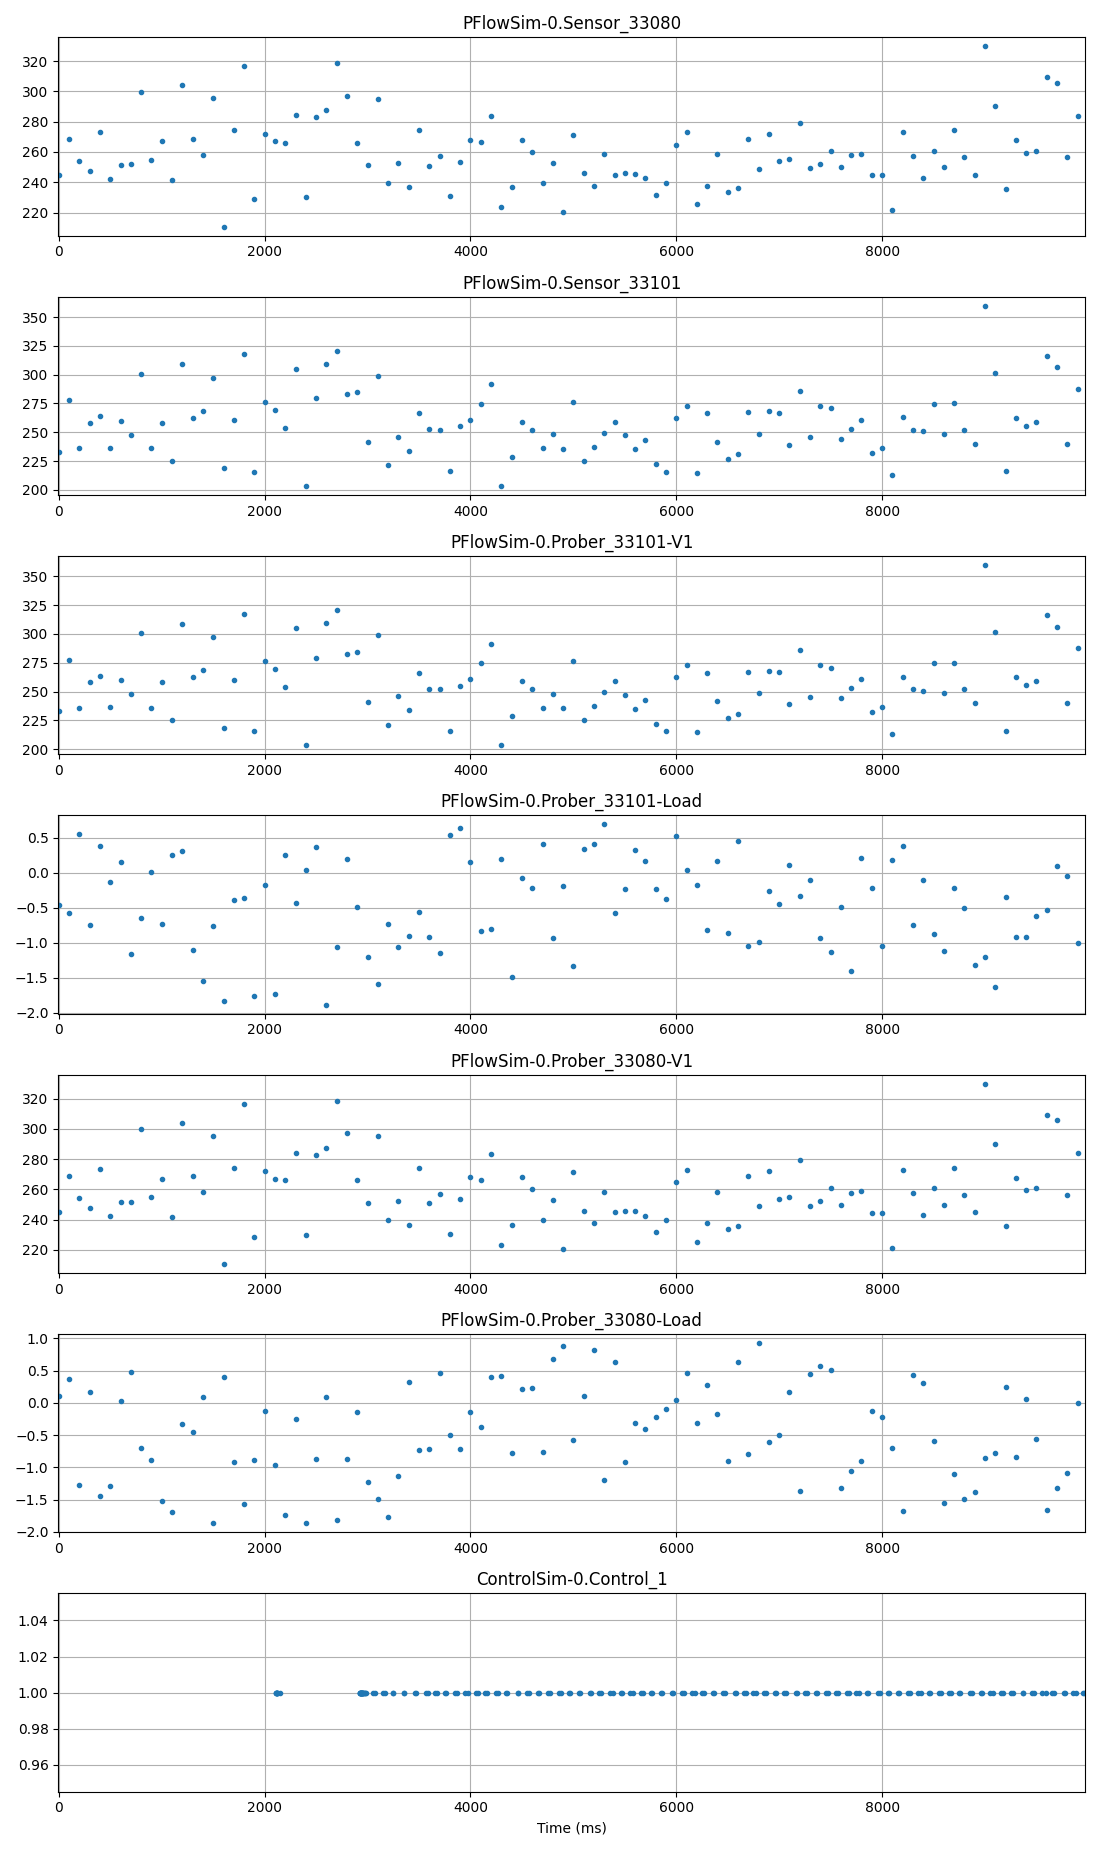 PFlowSim-0.Sensor_33080
320
300
280
260
240
220
0 2000 4000 6000 8000
PFlowSim-0.Sensor_33101
350
325
300
275
250
225
200
0 2000 4000 6000 8000
PFlowSim-0.Prober_33101-V1
350
325
300
275
250
225
200
0 2000 4000 6000 8000
PFlowSim-0.Prober_33101-Load
0.5
0.0
−0.5
−1.0
−1.5
−2.0
0 2000 4000 6000 8000
PFlowSim-0.Prober_33080-V1
320
300
280
260
240
220
0 2000 4000 6000 8000
PFlowSim-0.Prober_33080-Load
1.0
0.5
0.0
−0.5
−1.0
−1.5
−2.0
0 2000 4000 6000 8000
ControlSim-0.Control_1
1.04
1.02
1.00
0.98
0.96
0 2000 4000 6000 8000
Time (ms)